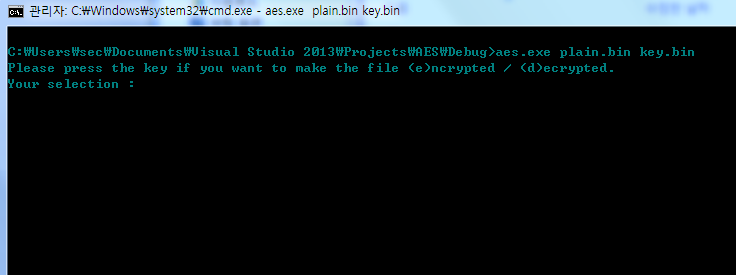 관리자: C:₩Windows₩system32₩cmd.exe - aes.exe  plain.bin key.bin
C:₩Users₩sec₩Documents₩Visual Studio 2013₩Projects₩AES₩Debug>aes.exe plain.bin key.bin
Please press the key if you want to make the file (e)ncrypted / (d)ecrypted.
Your selection :